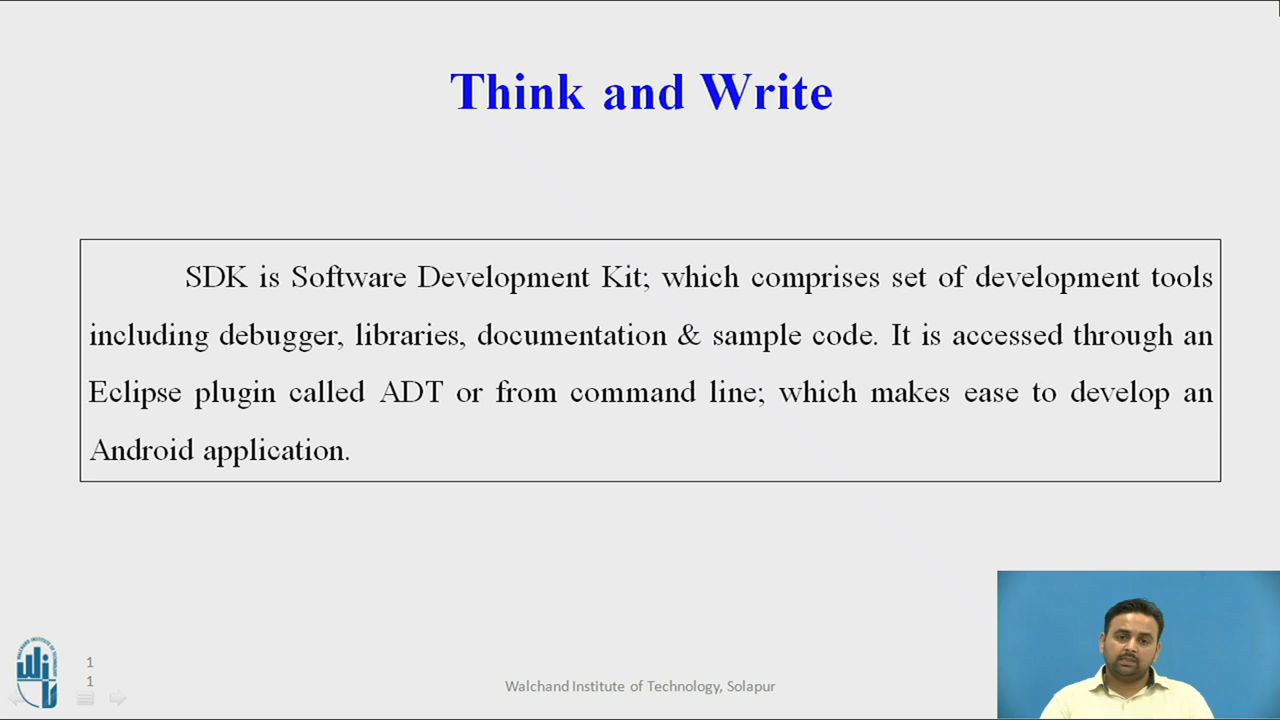 Think and Write
SDK is Software Development Kit; which comprises set of development tools
including debugger, libraries, documentation & sample code. It is accessed through an
Eclipse plugin called ADT or from command line; which makes ease to develop an
Android application.
1
1
Walchand Institute of Technology, Solapur